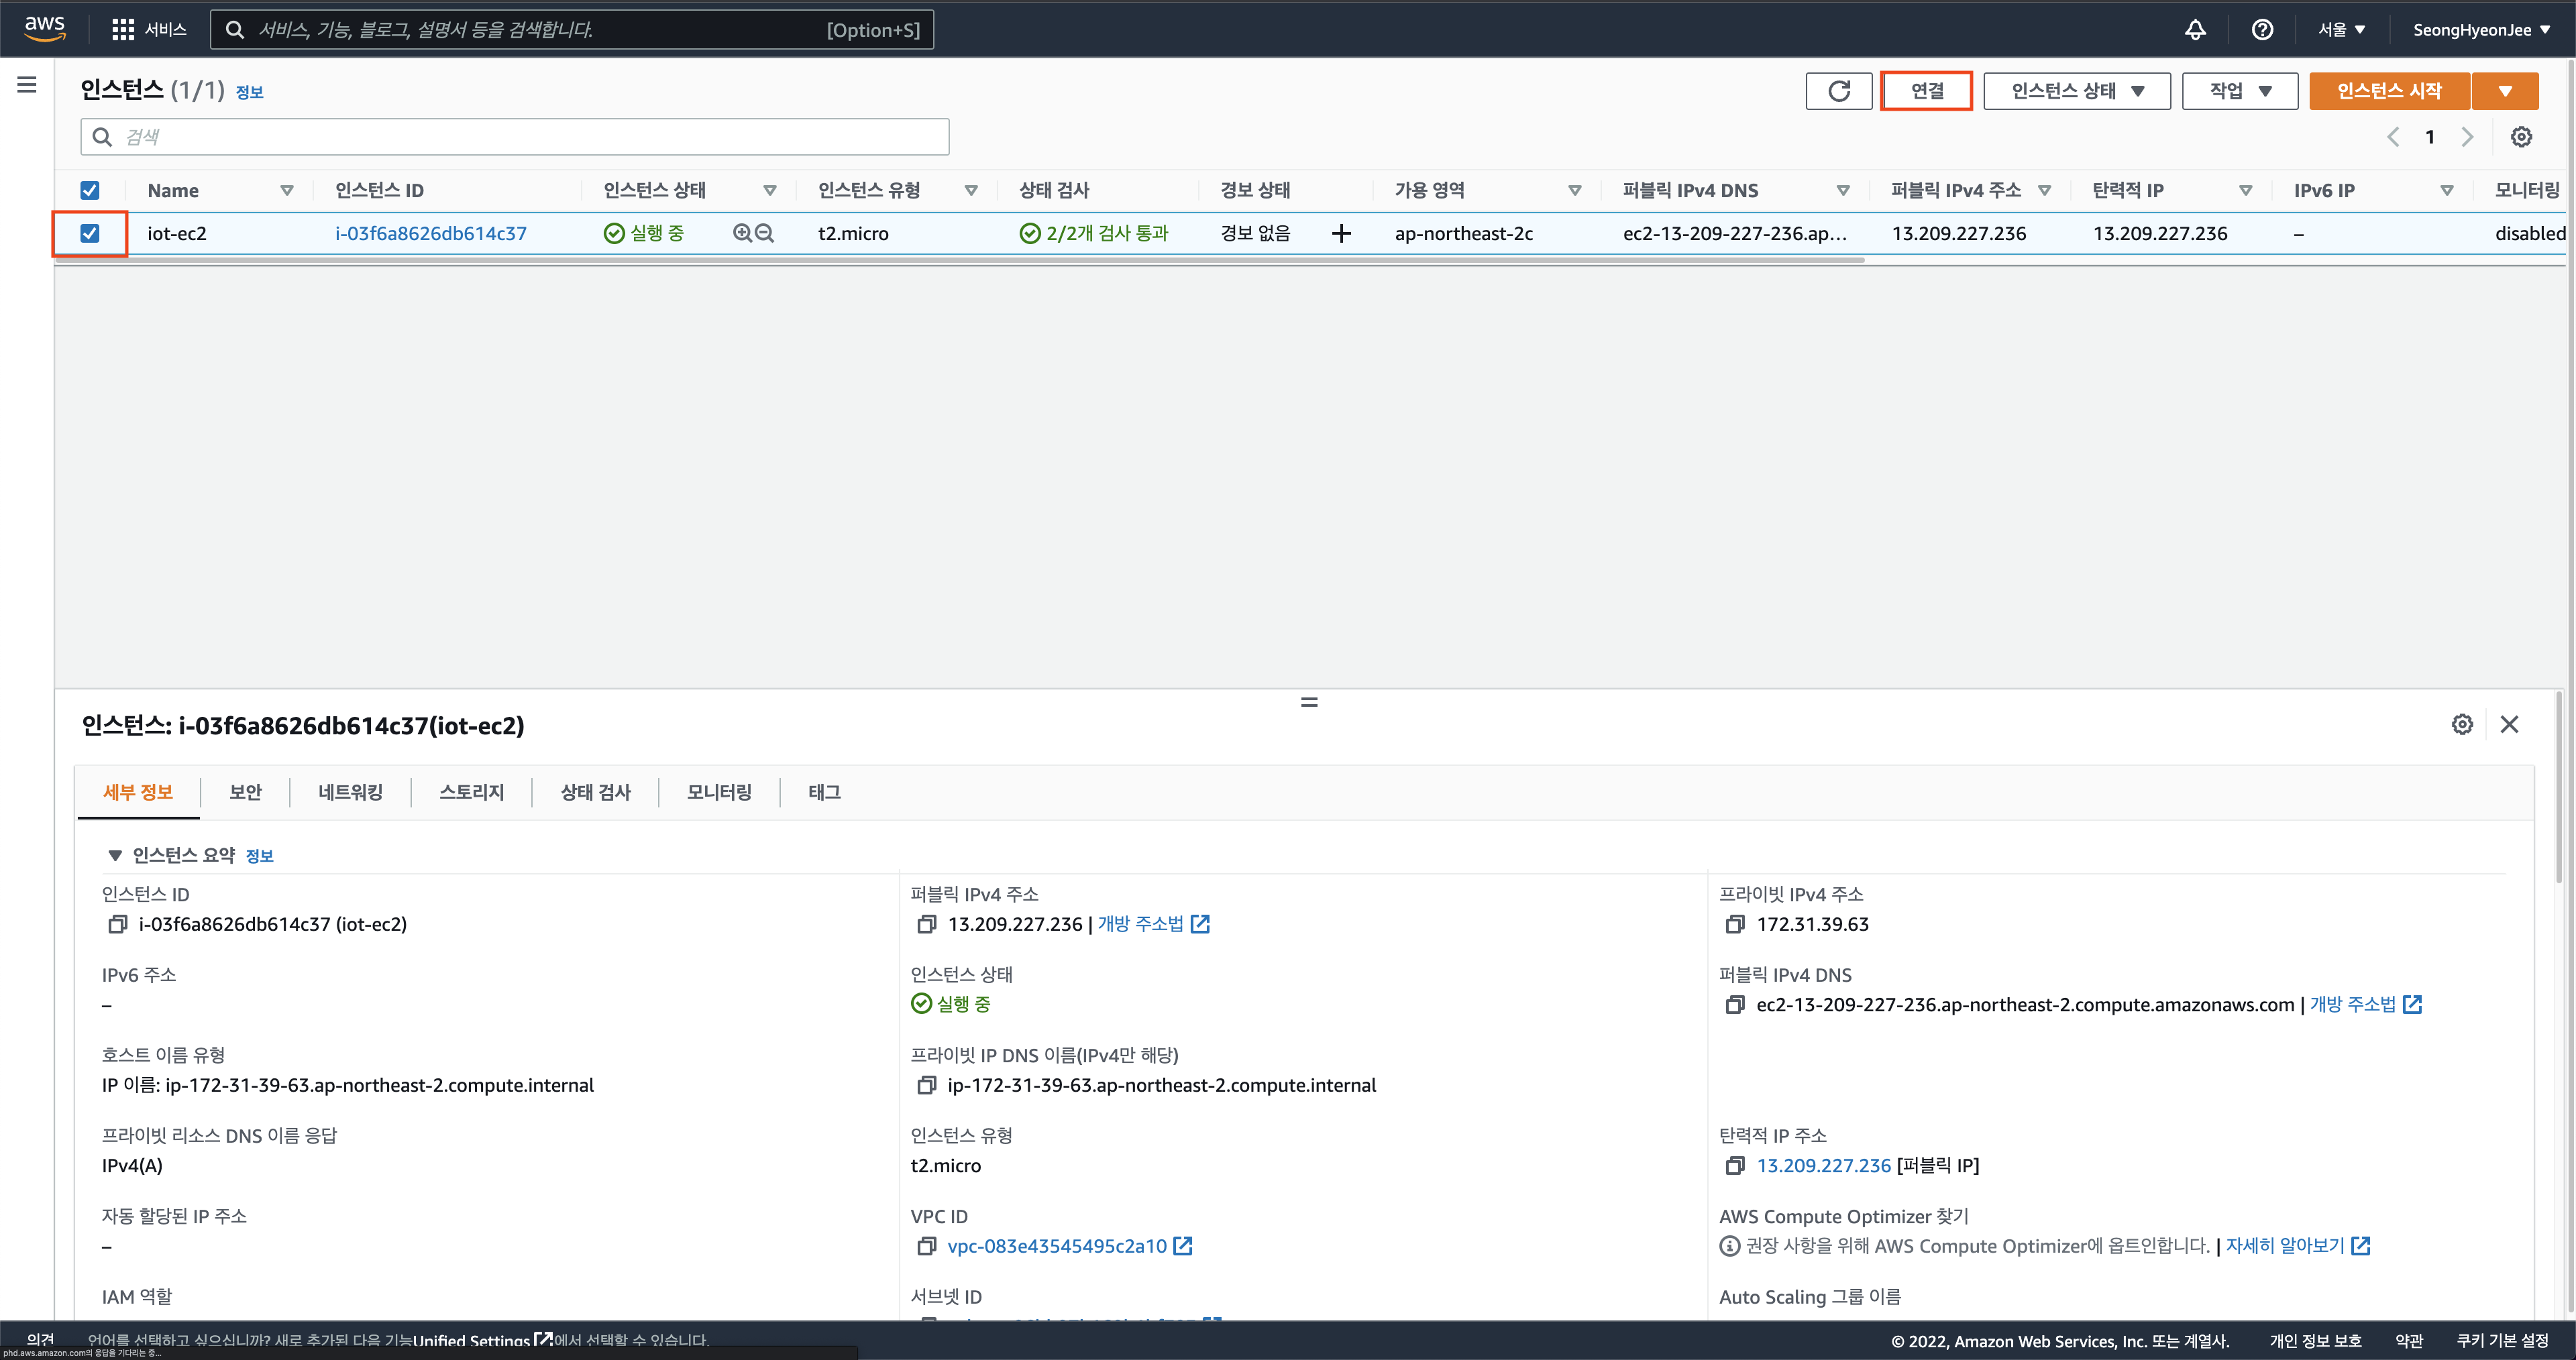 aws 서비스 서비스, 기능, 블로그, 설명서 등을 검색합니다. [Option+S] 서울 ▼ SeongHyeonJee ▼
인스턴스 (1/1) 정보 연결 인스턴스 상태 ▼ 작업 ▼ 인스턴스 시작 ▼
검색 1
Name 인스턴스 ID 인스턴스 상태 인스턴스 유형 상태 검사 경보 상태 가용 영역 퍼블릭 IPv4 DNS 퍼블릭 IPv4 주소 탄력적 IP IPv6 IP 모니터링
iot-ec2 i-03f6a8626db614c37 실행 중 t2.micro 2/2개 검사 통과 경보 없음 + ap-northeast-2c ec2-13-209-227-236.ap... 13.209.227.236 13.209.227.236 – disabled
인스턴스: i-03f6a8626db614c37(iot-ec2)
세부 정보 보안 네트워킹 스토리지 상태 검사 모니터링 태그
▼ 인스턴스 요약 정보
인스턴스 ID 퍼블릭 IPv4 주소 프라이빗 IPv4 주소
i-03f6a8626db614c37 (iot-ec2) 13.209.227.236 | 개방 주소법 172.31.39.63
IPv6 주소 인스턴스 상태 퍼블릭 IPv4 DNS
– 실행 중 ec2-13-209-227-236.ap-northeast-2.compute.amazonaws.com | 개방 주소법
호스트 이름 유형 프라이빗 IP DNS 이름(IPv4만 해당)
IP 이름: ip-172-31-39-63.ap-northeast-2.compute.internal ip-172-31-39-63.ap-northeast-2.compute.internal
프라이빗 리소스 DNS 이름 응답 인스턴스 유형 탄력적 IP 주소
IPv4(A) t2.micro 13.209.227.236 [퍼블릭 IP]
자동 할당된 IP 주소 VPC ID AWS Compute Optimizer 찾기
– vpc-083e43545495c2a10 권장 사항을 위해 AWS Compute Optimizer에 옵트인합니다. | 자세히 알아보기
IAM 역할 서브넷 ID Auto Scaling 그룹 이름
의견 언어를 선택하고 싶으십니까? 새로 추가된 다음 기능Unified Settings에서 선택할 수 있습니다. © 2022, Amazon Web Services, Inc. 또는 계열사. 개인 정보 보호 약관 쿠키 기본 설정
phd.aws.amazon.com의 응답을 기다리는 중...